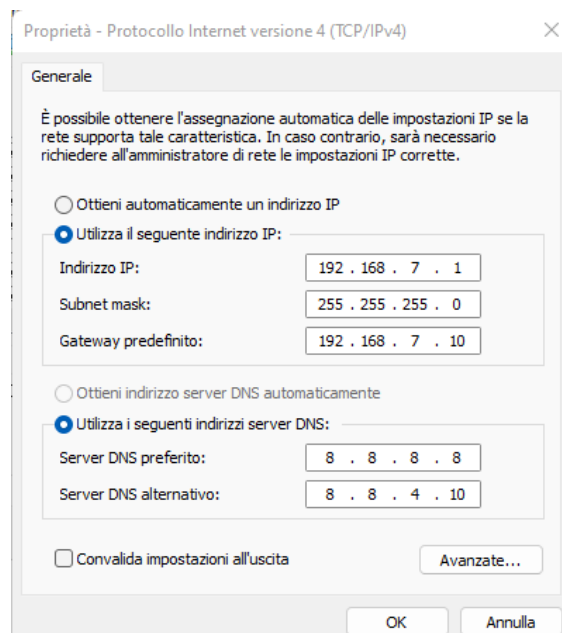 Proprietà - Protocollo Internet versione 4 (TCP/IPv4)
Generale
È possibile ottenere l'assegnazione automatica delle impostazioni IP se la
rete supporta tale caratteristica. In caso contrario, sarà necessario
richiedere all'amministratore di rete le impostazioni IP corrette.
Ottieni automaticamente un indirizzo IP
Utilizza il seguente indirizzo IP:
Indirizzo IP: 192 . 168 . 7 . 1
Subnet mask: 255 . 255 . 255 . 0
Gateway predefinito: 192 . 168 . 7 . 10
Ottieni indirizzo server DNS automaticamente
Utilizza i seguenti indirizzi server DNS:
Server DNS preferito: 8 . 8 . 8 . 8
Server DNS alternativo: 8 . 8 . 4 . 10
Convalida impostazioni all'uscita Avanzate...
OK Annulla